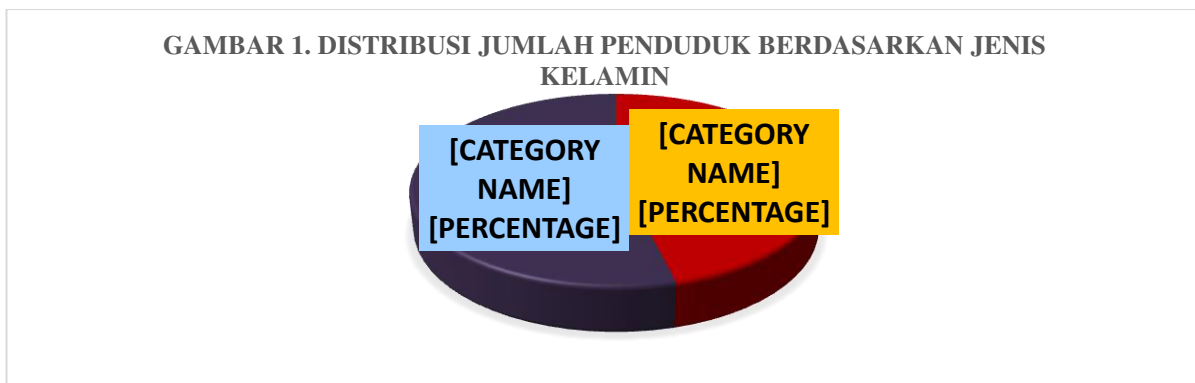 GAMBAR 1. DISTRIBUSI JUMLAH PENDUDUK BERDASARKAN JENIS
KELAMIN
[CATEGORY
NAME]
[PERCENTAGE]
[CATEGORY
NAME]
[PERCENTAGE]